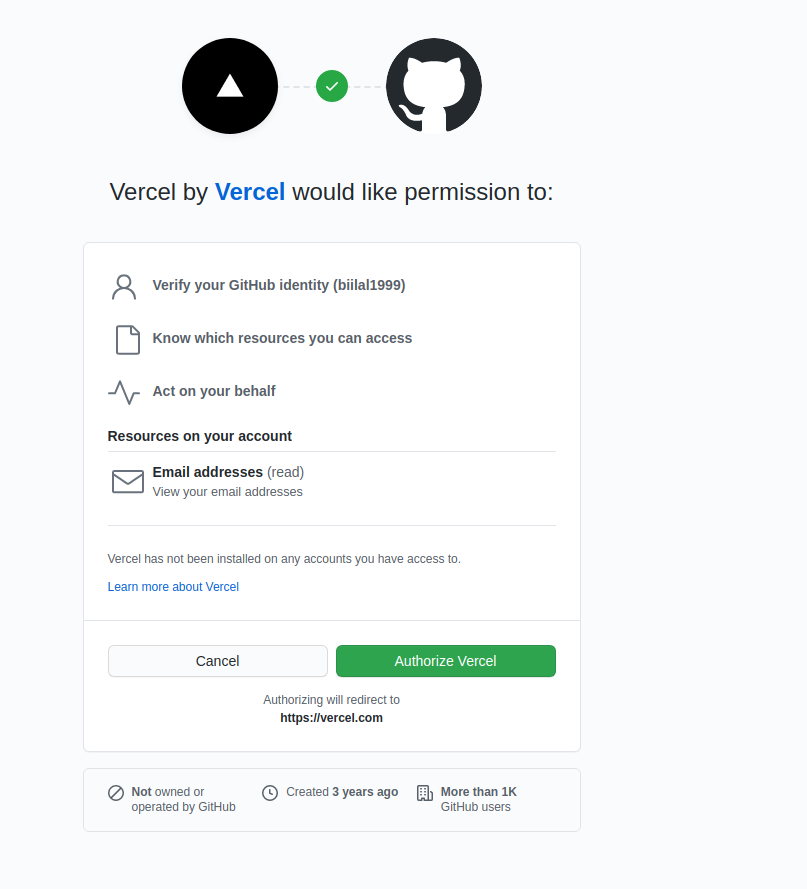 Vercel by Vercel would like permission to:
Verify your GitHub identity (biilal1999)
Know which resources you can access
Act on your behalf
Resources on your account
Email addresses (read)
View your email addresses
Vercel has not been installed on any accounts you have access to.
Learn more about Vercel
Cancel
Authorize Vercel
Authorizing will redirect to
https://vercel.com
Not owned or
operated by GitHub
Created 3 years ago
More than 1K
GitHub users